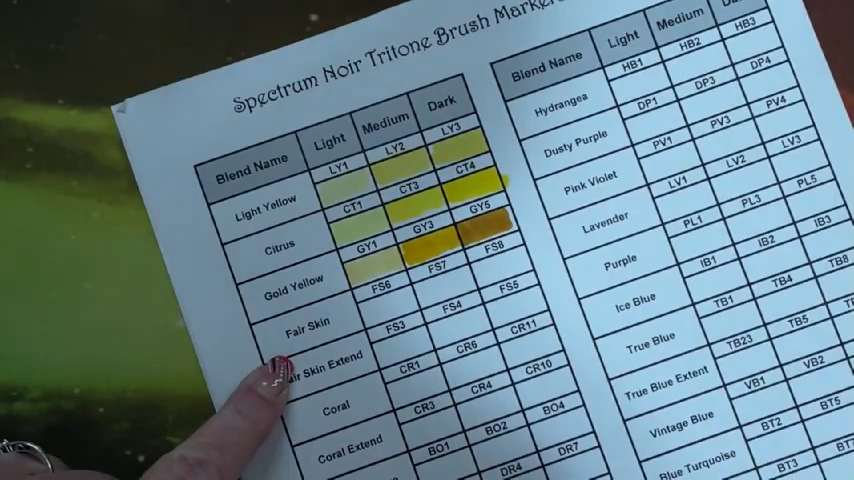 Spectrum Noir Tritone Brush Markers
Blend Name Light Medium Dark
Light Yellow LY1 LY2 LY3
Citrus CT1 CT3 CT4
Gold Yellow GY1 GY3 GY5
Fair Skin FS6 FS7 FS8
air Skin Extend FS3 FS4 FS5
Coral CR1 CR6 CR11
Coral Extend CR3 CR4 CR10
BO1 BO2 BO4
DR4 DR7
Blend Name Light Medium
Hydrangea HB1 HB2 HB3
Dusty Purple DP1 DP3 DP4
Pink Violet PV1 PV3 PV4
Lavender LV1 LV2 LV3
Purple PL1 PL3 PL5
Ice Blue IB1 IB2 IB3
True Blue TB1 TB4 TB8
True Blue Extend TB23 TB5
Vintage Blue VB1 VB2
Blue Turquoise BT2 BT5
BT3